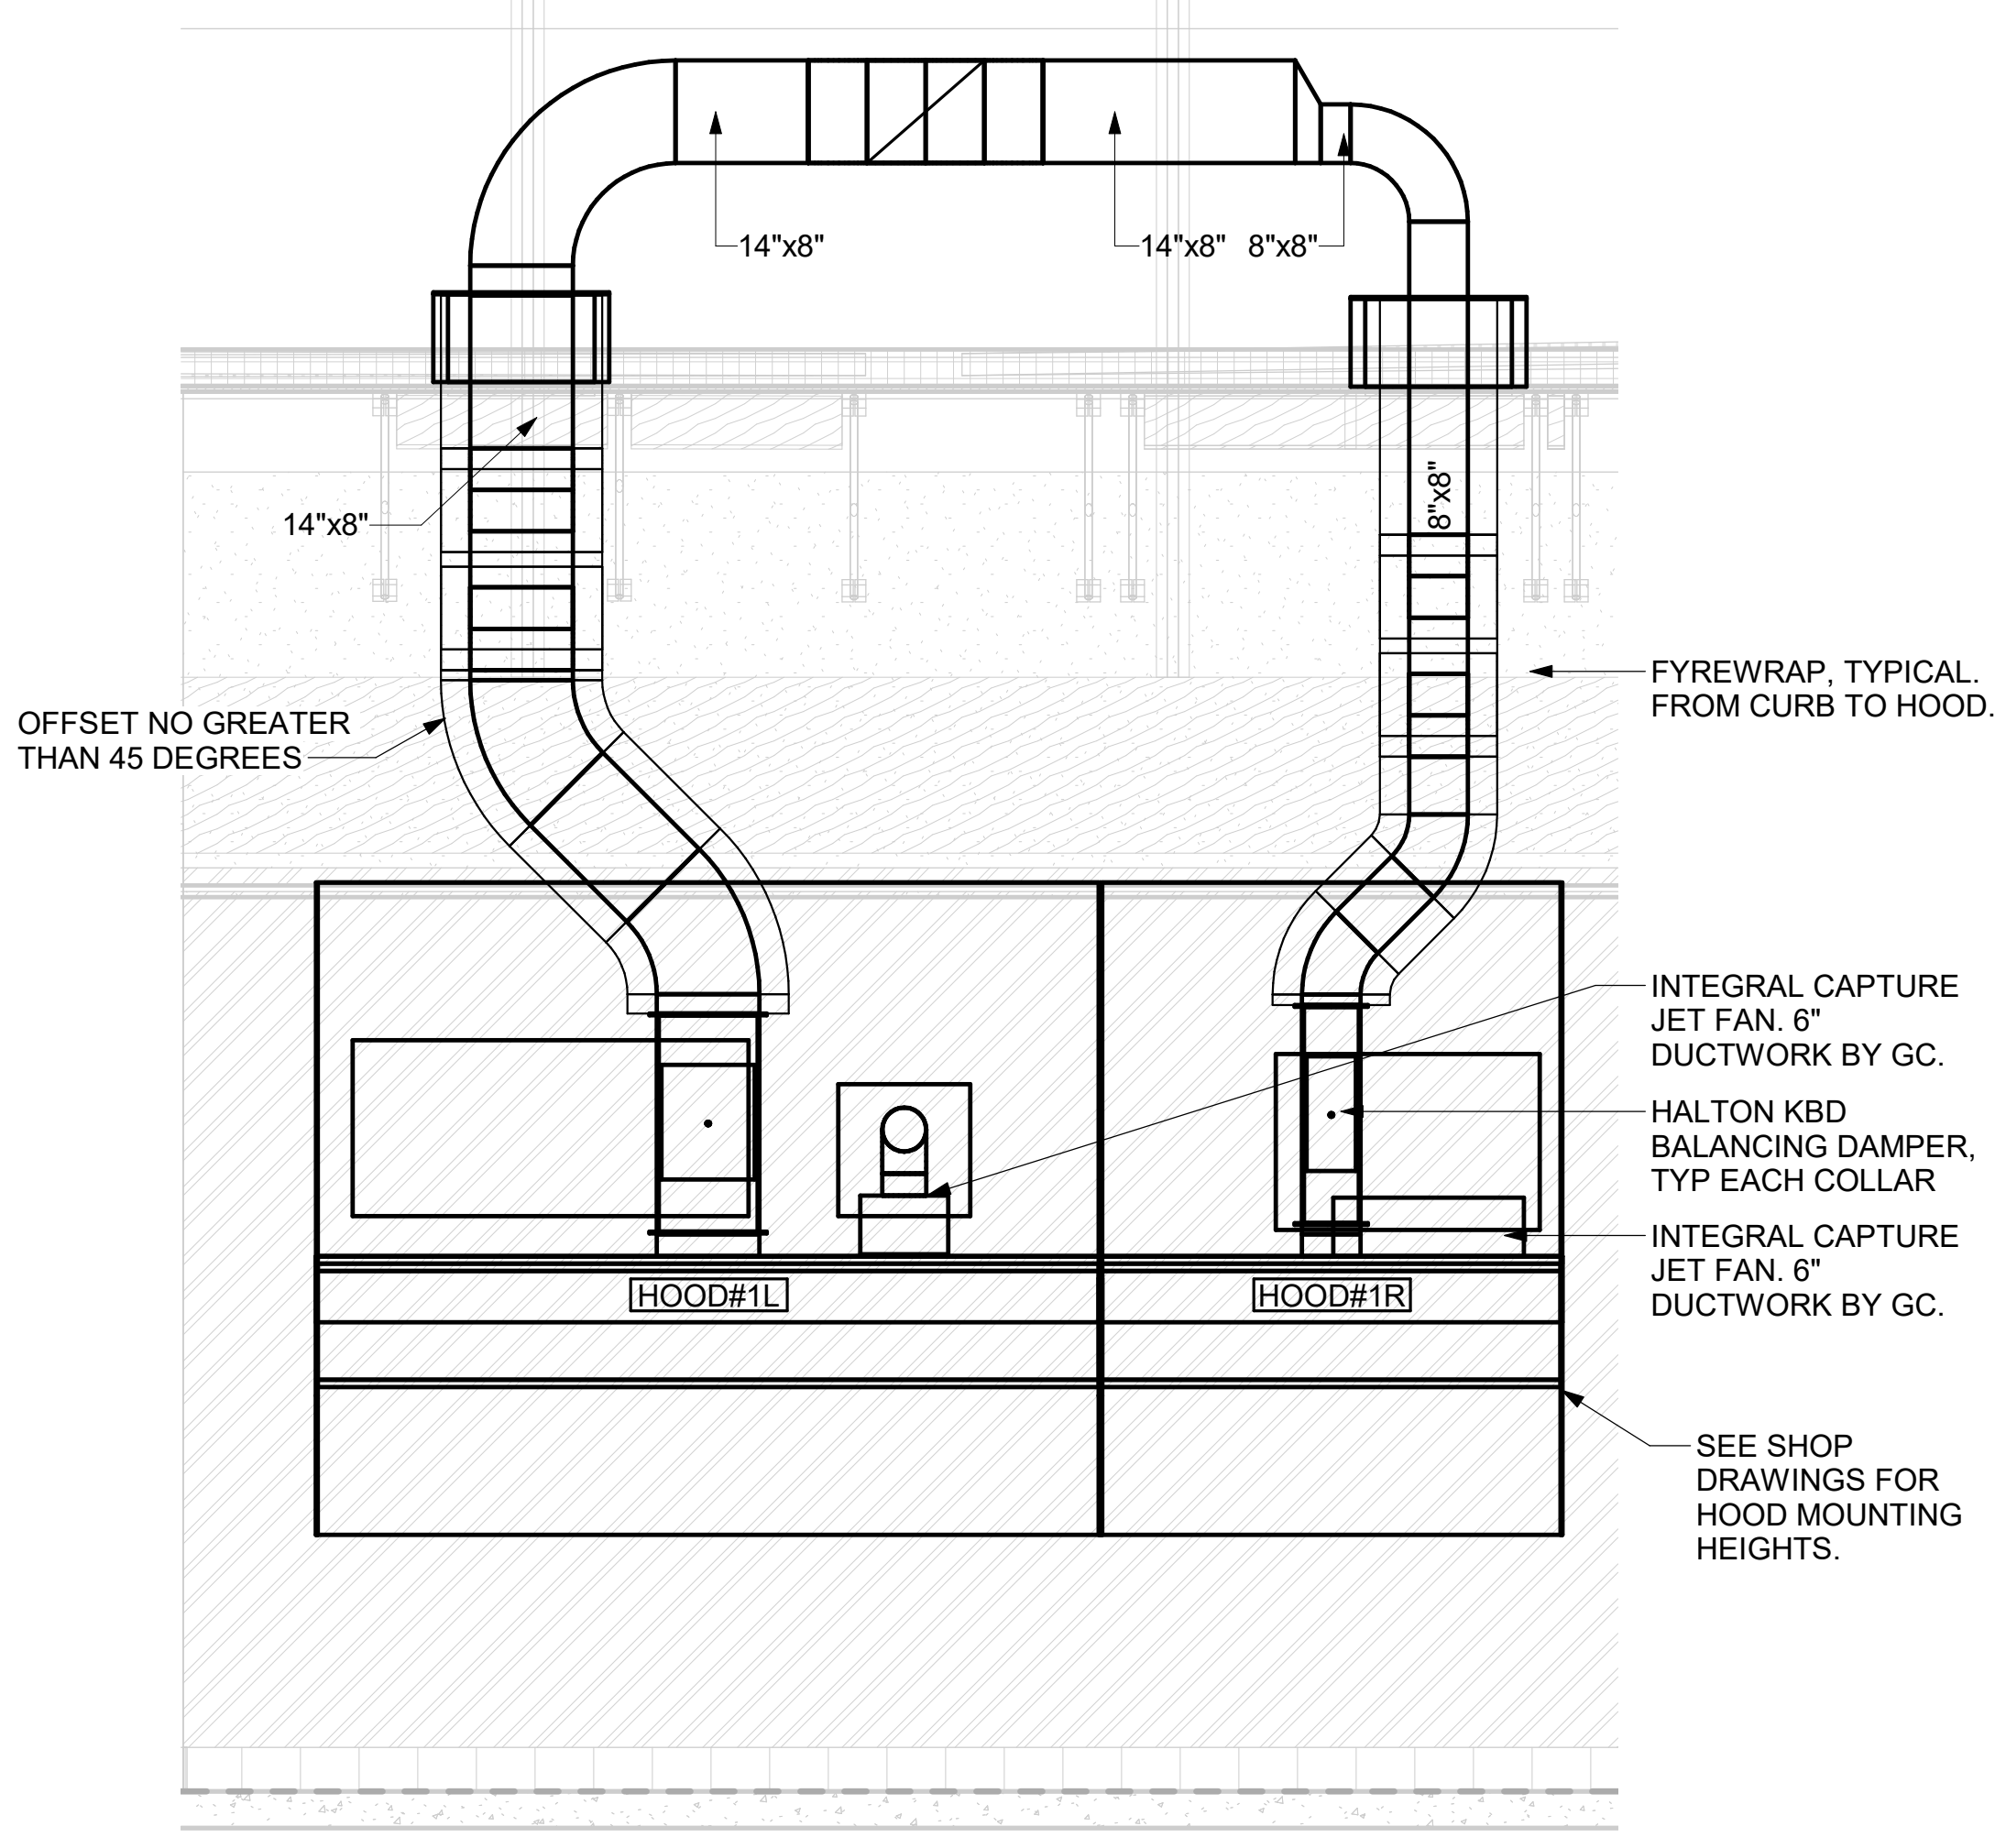 14"x8"
14"x8"
8"x8"
14"x8"
8"x8"
OFFSET NO GREATER
THAN 45 DEGREES
FYREWRAP, TYPICAL.
FROM CURB TO HOOD.
INTEGRAL CAPTURE
JET FAN. 6"
DUCTWORK BY GC.
HALTON KBD
BALANCING DAMPER,
TYP EACH COLLAR
INTEGRAL CAPTURE
JET FAN. 6"
DUCTWORK BY GC.
HOOD#1L
HOOD#1R
SEE SHOP
DRAWINGS FOR
HOOD MOUNTING
HEIGHTS.